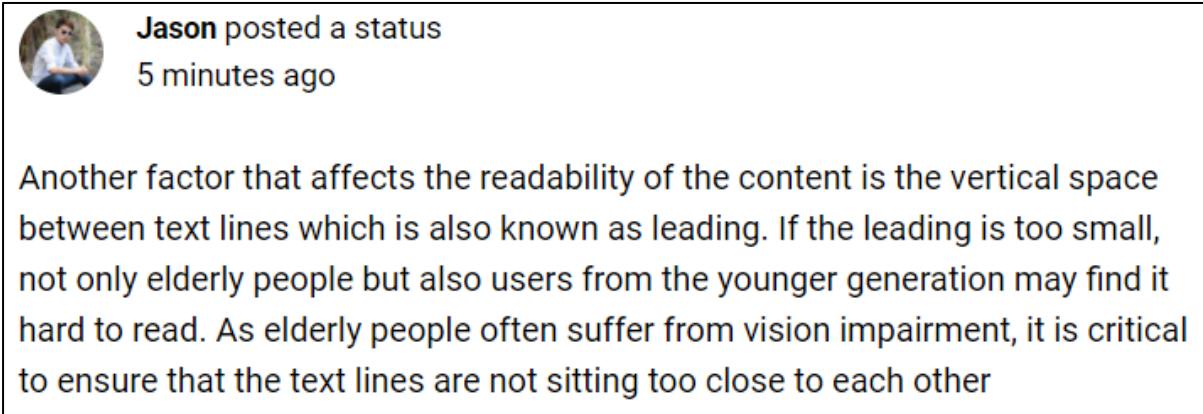 Jason posted a status
5 minutes ago
Another factor that affects the readability of the content is the vertical space
between text lines which is also known as leading. If the leading is too small,
not only elderly people but also users from the younger generation may find it
hard to read. As elderly people often suffer from vision impairment, it is critical
to ensure that the text lines are not sitting too close to each other